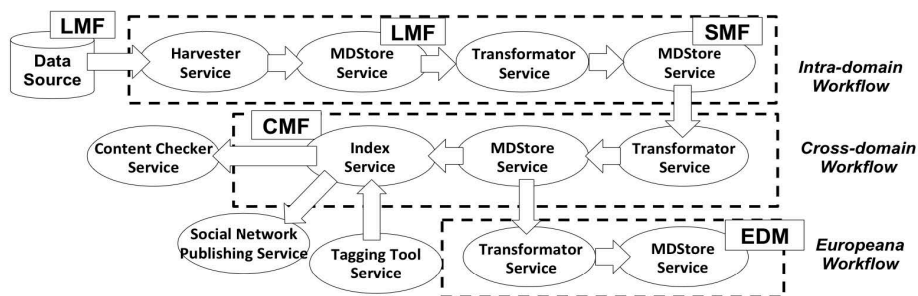 LMF
LMF
SMF
Data
Source
Harvester
Service
MDStore
Service
Transformator
Service
MDStore
Service
Intra-domain
Workflow
CMF
Content Checker
Service
Index
Service
MDStore
Service
Transformator
Service
Cross-domain
Workflow
Social Network
Publishing Service
Tagging Tool
Service
Transformator
Service
MDStore
Service
EDM
Europeana
Workflow